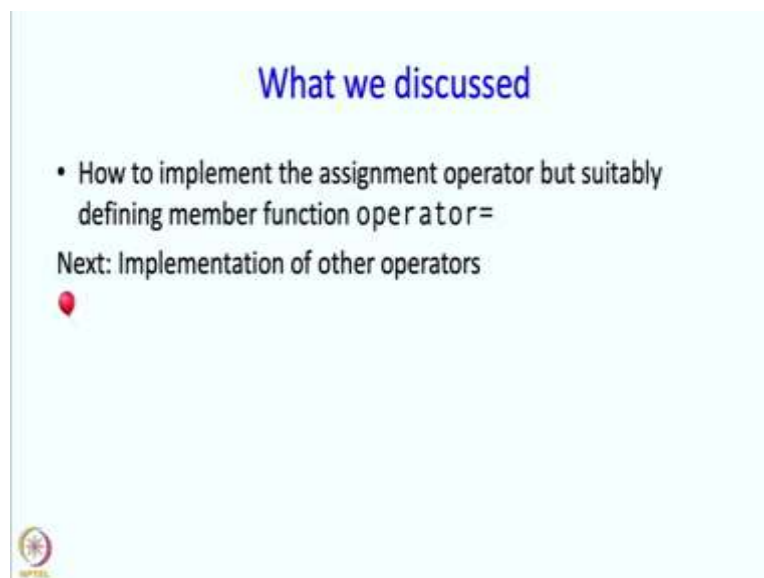 What we discussed
• How to implement the assignment operator but suitably
defining member function operator=
Next: Implementation of other operators
NPTEL